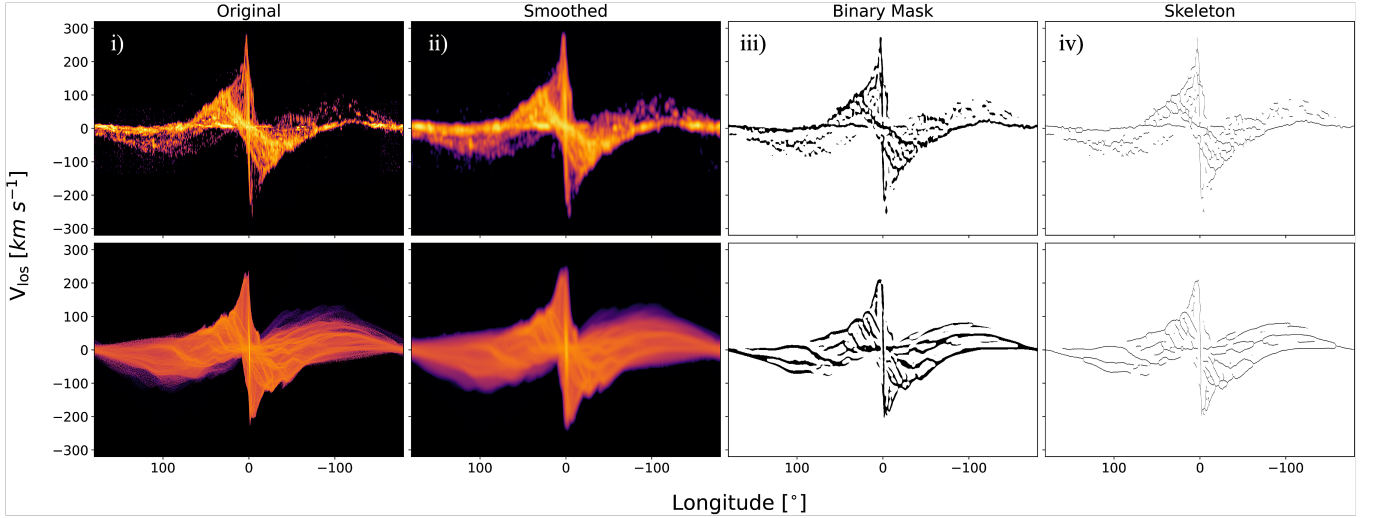 Original Smoothed Binary Mask Skeleton
i) ii) iii) iv)
300
200
100
0
−100
−200
−300
300
200
100
0
−100
−200
−300
V_los [km s⁻¹]
100 0 −100 100 0 −100 100 0 −100 100 0 −100
Longitude [°]